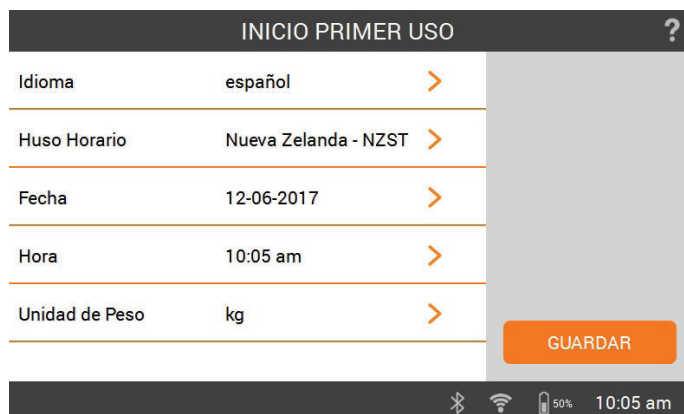 INICIO PRIMER USO ?
Idioma español
Huso Horario Nueva Zelanda - NZST
Fecha 12-06-2017
Hora 10:05 am
Unidad de Peso kg
GUARDAR
50% 10:05 am